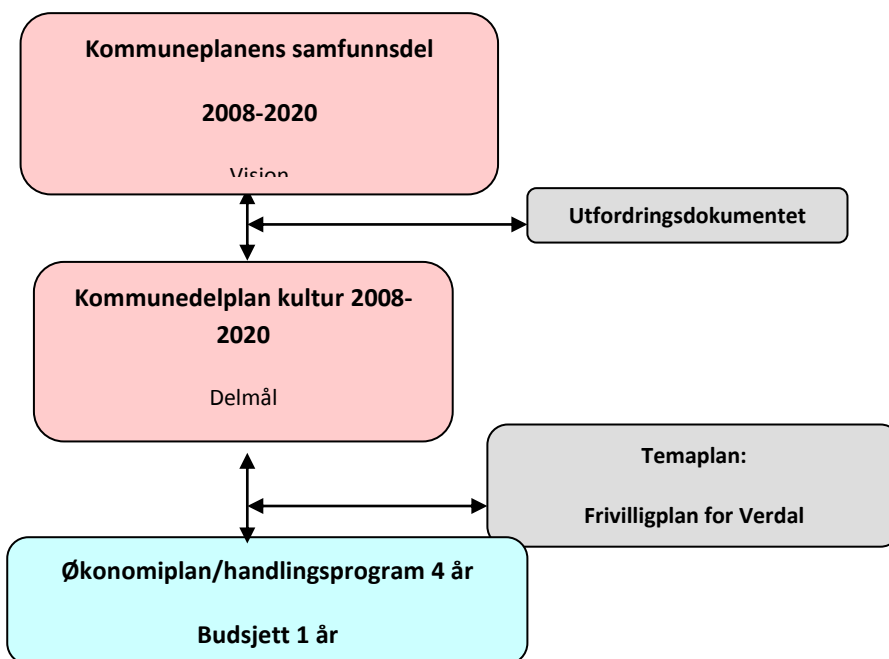 Kommuneplanens samfunnsdel
2008-2020
Visjon
Utfordringsdokumentet
Kommunedelplan kultur 2008-
2020
Delmål
Temaplan:
Frivilligplan for Verdal
Økonomiplan/handlingsprogram 4 år
Budsjett 1 år